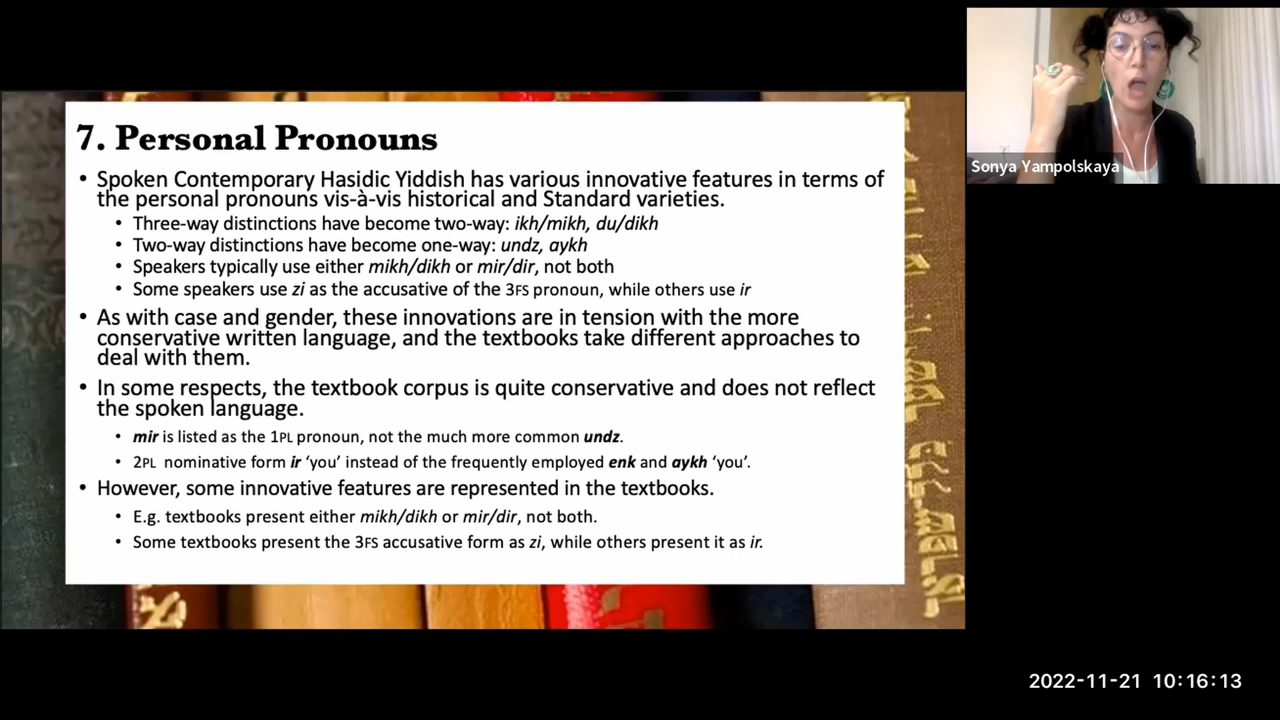 7. Personal Pronouns
• Spoken Contemporary Hasidic Yiddish has various innovative features in terms of
the personal pronouns vis-à-vis historical and Standard varieties.
• Three-way distinctions have become two-way: ikh/mikh, du/dikh
• Two-way distinctions have become one-way: undz, aykh
• Speakers typically use either mikh/dikh or mir/dir, not both
• Some speakers use zi as the accusative of the 3FS pronoun, while others use ir
• As with case and gender, these innovations are in tension with the more
conservative written language, and the textbooks take different approaches to
deal with them.
• In some respects, the textbook corpus is quite conservative and does not reflect
the spoken language.
• mir is listed as the 1PL pronoun, not the much more common undz.
• 2PL nominative form ir ‘you’ instead of the frequently employed enk and aykh ‘you’.
• However, some innovative features are represented in the textbooks.
• E.g. textbooks present either mikh/dikh or mir/dir, not both.
• Some textbooks present the 3FS accusative form as zi, while others present it as ir.
Sonya Yampolskaya
2022-11-21 10:16:13